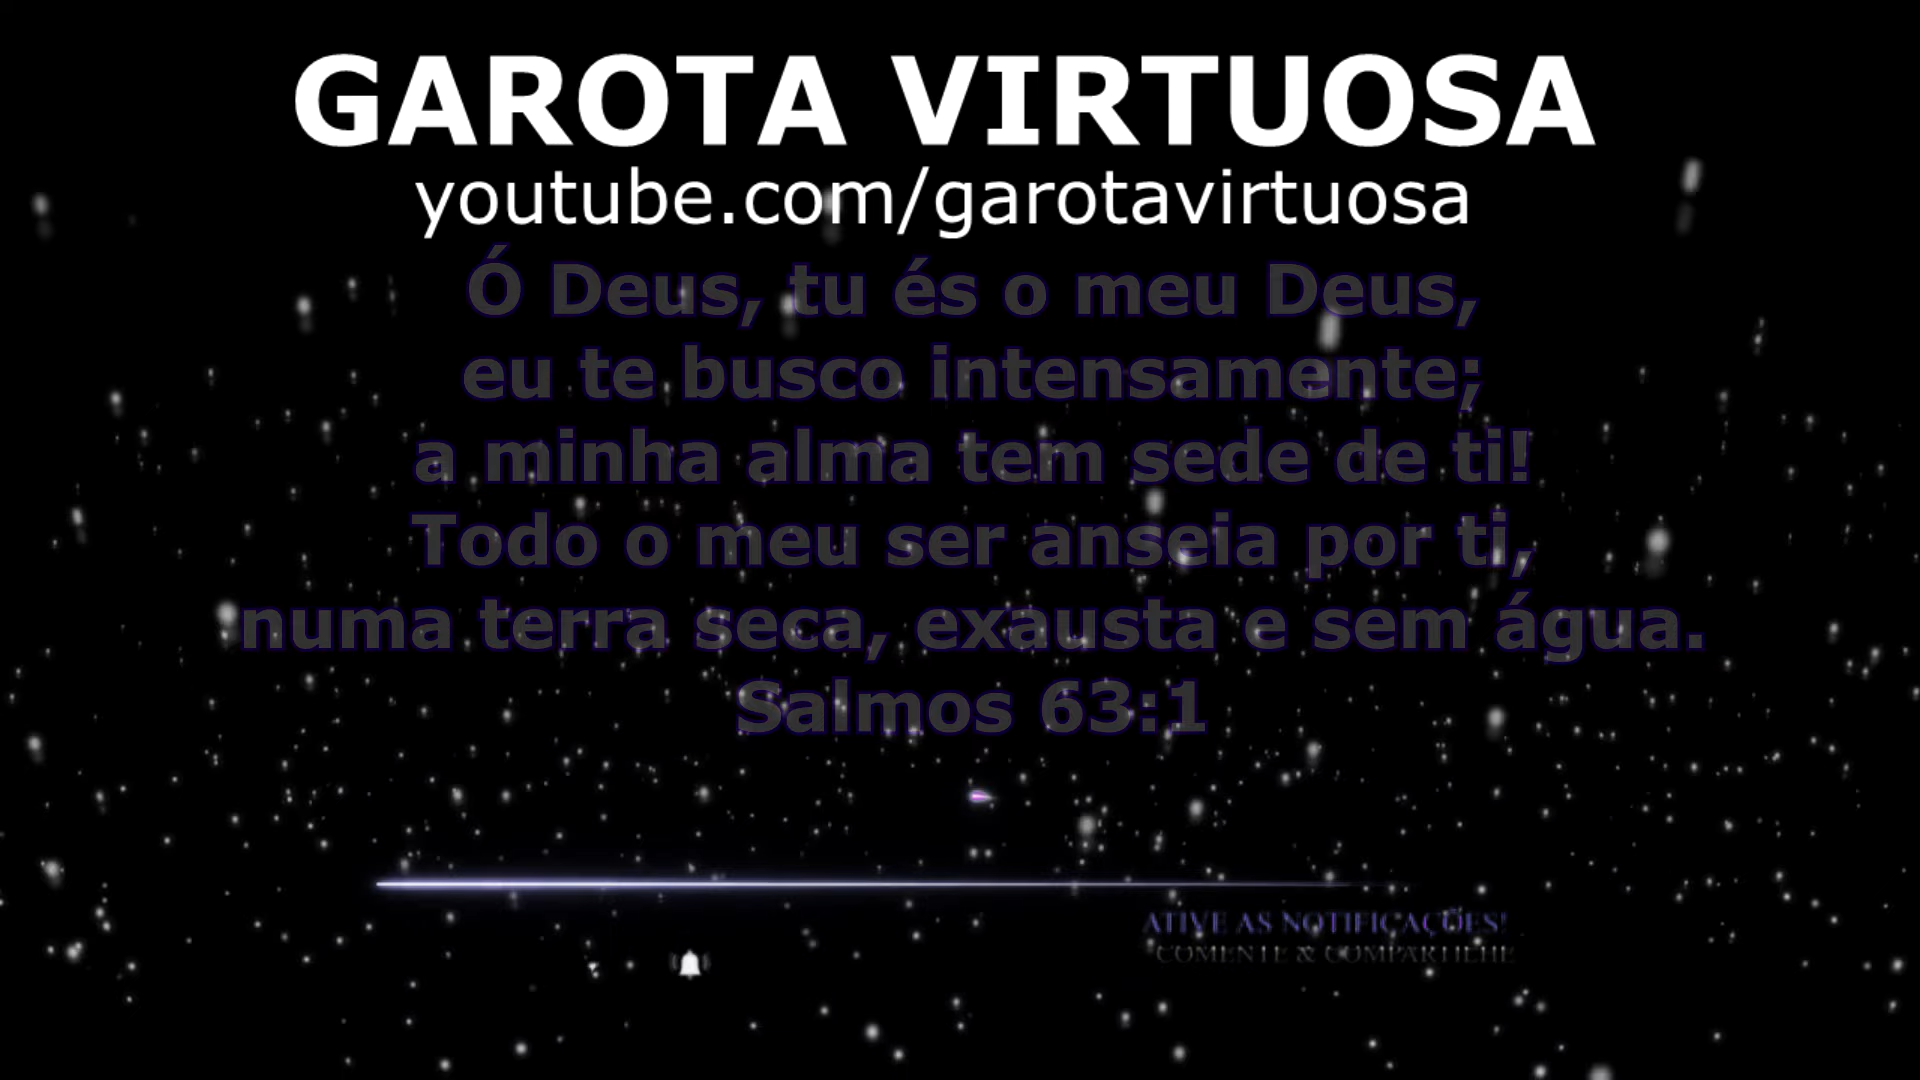 GAROTA VIRTUOSA
youtube.com/garotavirtuosa
Ó Deus, tu és o meu Deus,
eu te busco intensamente;
a minha alma tem sede de ti!
Todo o meu ser anseia por ti,
numa terra seca, exausta e sem água.
Salmos 63:1
ATIVE AS NOTIFICAÇÕES!
COMENTE & COMPARTILHE